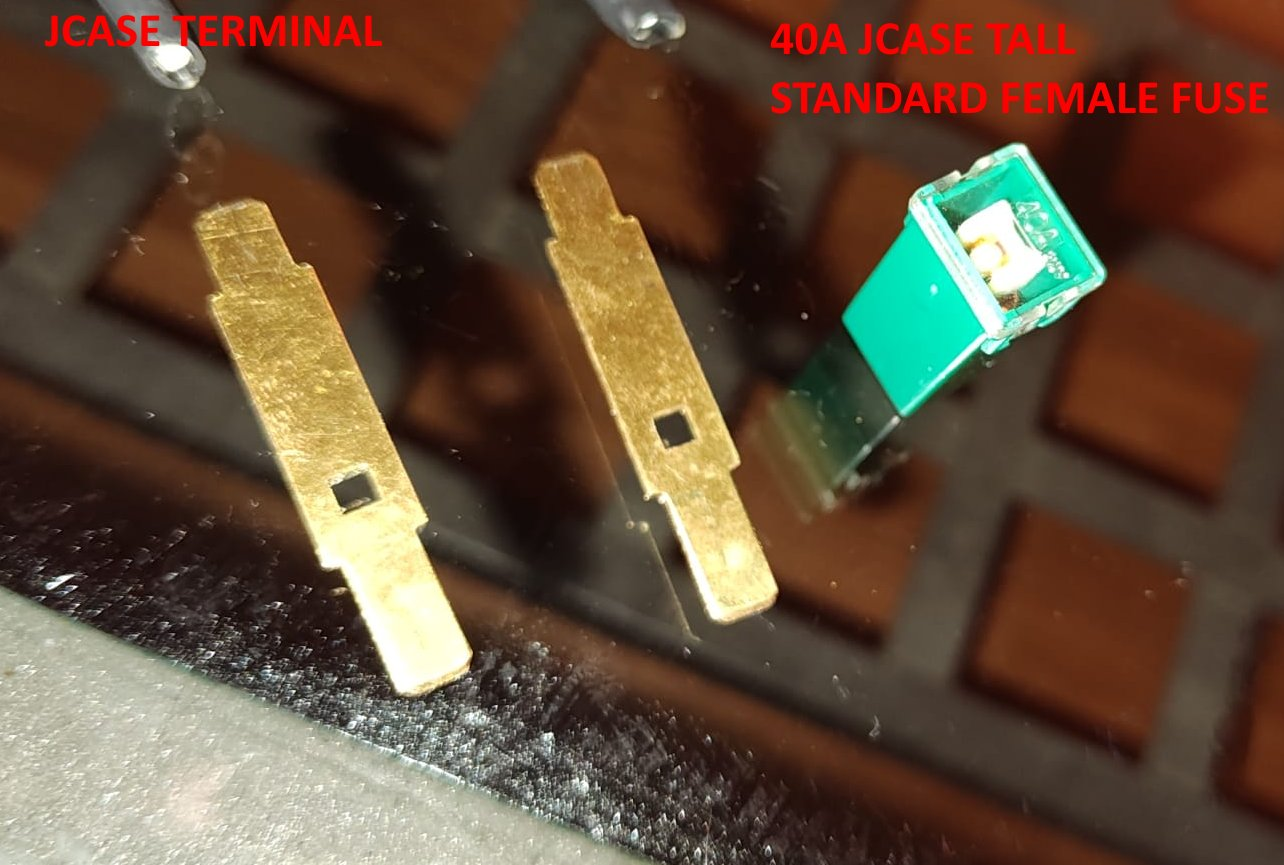 JCASE TERMINAL
40A JCASE TALL
STANDARD FEMALE FUSE